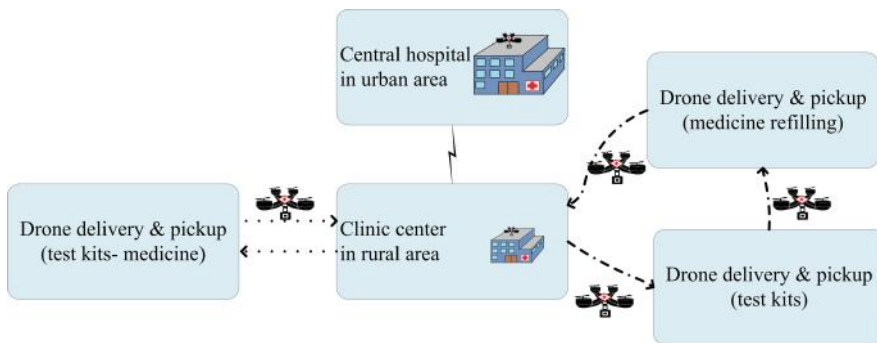 Central hospital
in urban area
Drone delivery & pickup
(medicine refilling)
Drone delivery & pickup
(test kits- medicine)
Clinic center
in rural area
Drone delivery & pickup
(test kits)